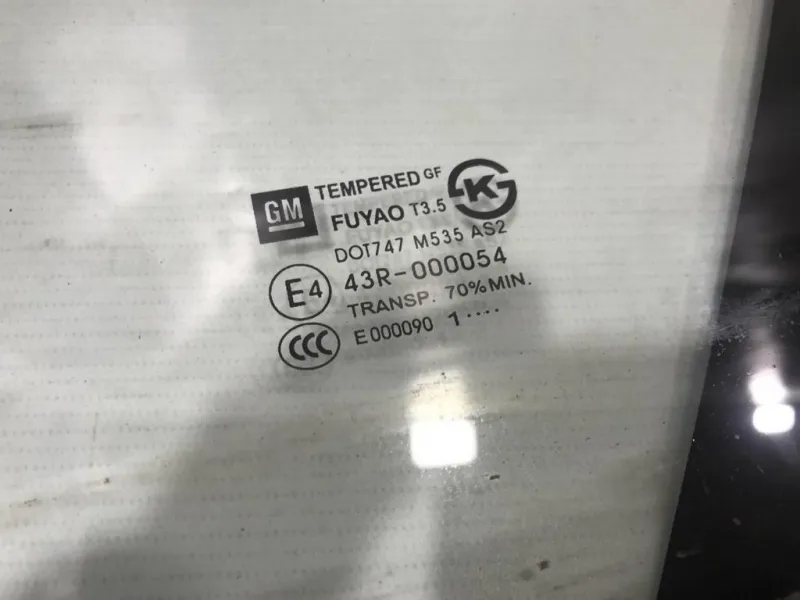 GM TEMPERED GF
FUYAO T3.5
DOT747 M535 AS2
E4 43R-000054
TRANSP. 70% MIN.
CCC E000090 1....